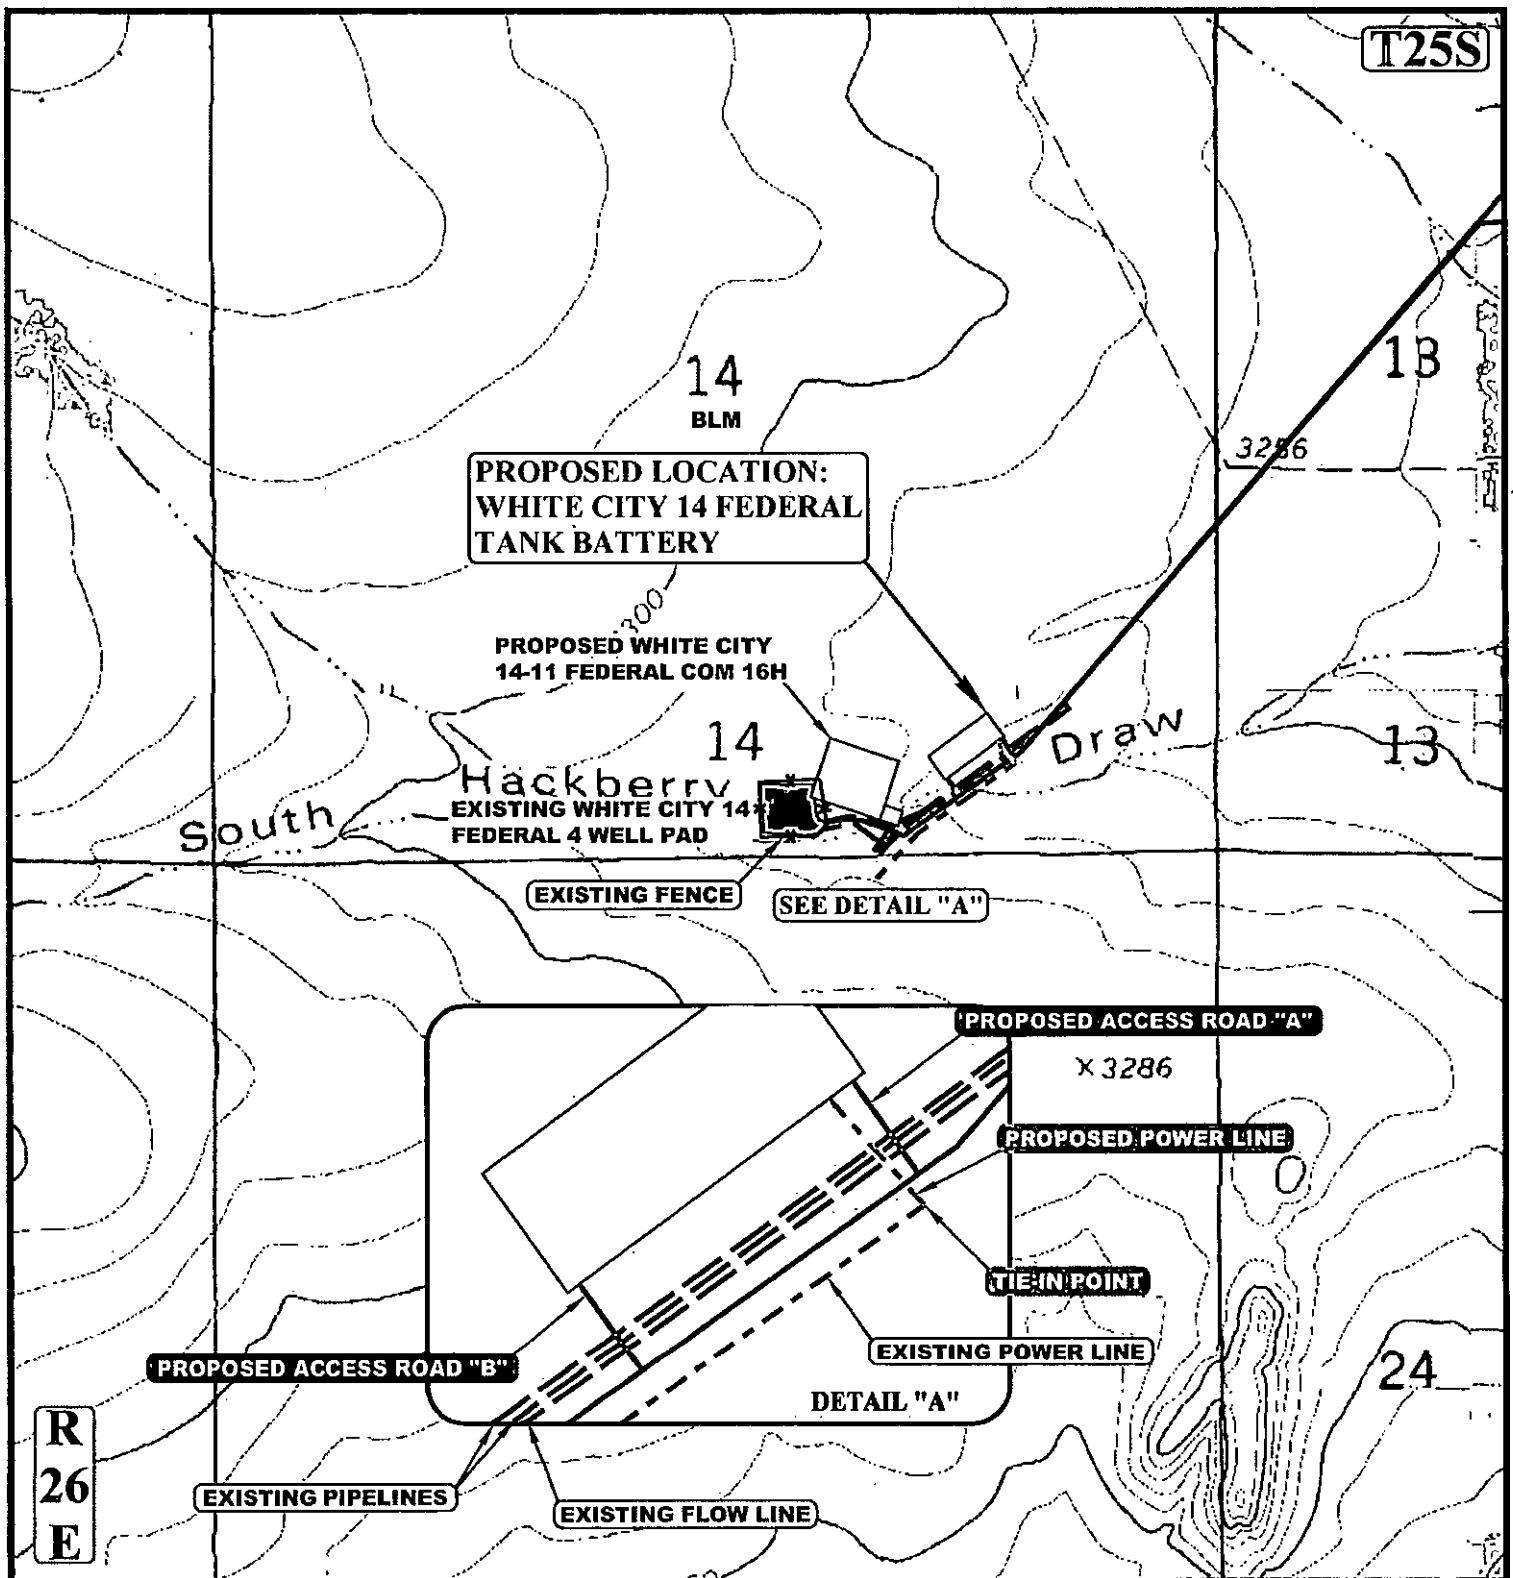 T25S
14
BLM
13
3286
PROPOSED LOCATION:
WHITE CITY 14 FEDERAL
TANK BATTERY
300
PROPOSED WHITE CITY
14-11 FEDERAL COM 16H
14
Draw
13
Hackberry
EXISTING WHITE CITY 14
FEDERAL 4 WELL PAD
South
EXISTING FENCE
SEE DETAIL "A"
PROPOSED ACCESS ROAD "A"
×3286
PROPOSED POWER LINE
TIE-IN POINT
EXISTING POWER LINE
PROPOSED ACCESS ROAD "B"
24
DETAIL "A"
R
26
E
EXISTING PIPELINES
EXISTING FLOW LINE